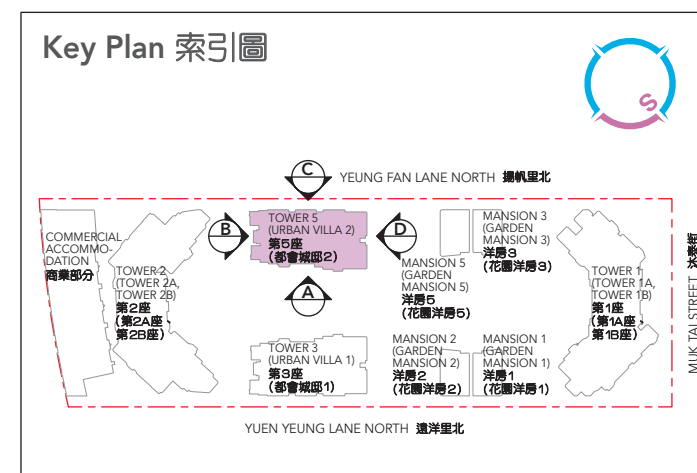 Key Plan 索引圖
S
C
YEUNG FAN LANE NORTH 揚帆里北
B
TOWER 5
(URBAN VILLA 2)
第5座
(都會城邸2)
D
MANSION 3
(GARDEN
MANSION 3)
洋房3
(花園洋房3)
COMMERCIAL
ACCOMMO-
DATION
商業部分
TOWER 2
(TOWER 2A,
TOWER 2B)
第2座
(第2A座、
第2B座)
MANSION 5
(GARDEN
MANSION 5)
洋房5
(花園洋房5)
TOWER 1
(TOWER 1A,
TOWER 1B)
第1座
(第1A座、
第1B座)
A
TOWER 3
(URBAN VILLA 1)
第3座
(都會城邸1)
MANSION 2
(GARDEN
MANSION 2)
洋房2
(花園洋房2)
MANSION 1
(GARDEN
MANSION 1)
洋房1
(花園洋房1)
MUK TAI STREET 沐泰街
YUEN YEUNG LANE NORTH 遠洋里北